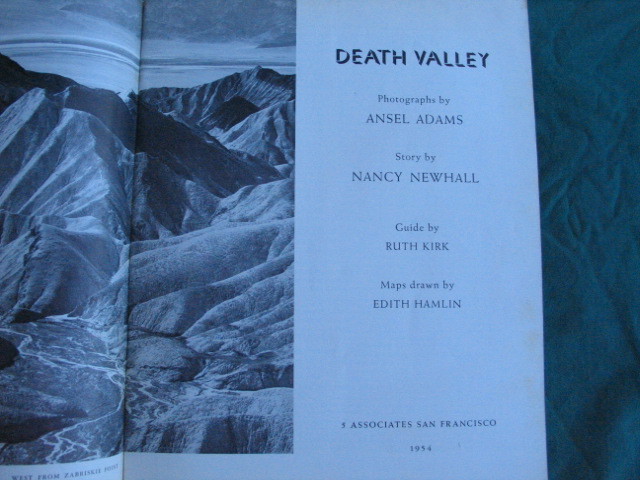 DEATH VALLEY
Photographs by
ANSEL ADAMS
Story by
NANCY NEWHALL
Guide by
RUTH KIRK
Maps drawn by
EDITH HAMLIN
5 ASSOCIATES SAN FRANCISCO
1954
WEST FROM ZABRISKIE POINT